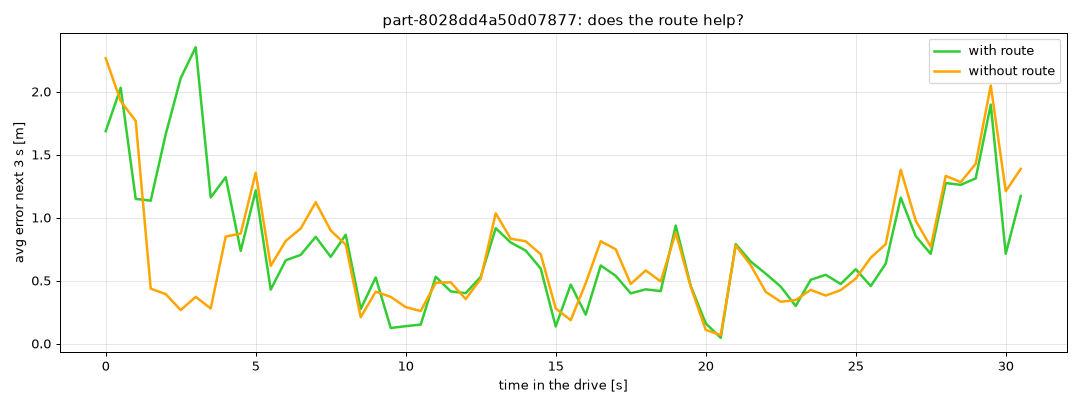 part-8028dd4a50d07877: does the route help?
with route
without route
avg error next 3 s [m]
2.0
1.5
1.0
0.5
0.0
0 5 10 15 20 25 30
time in the drive [s]